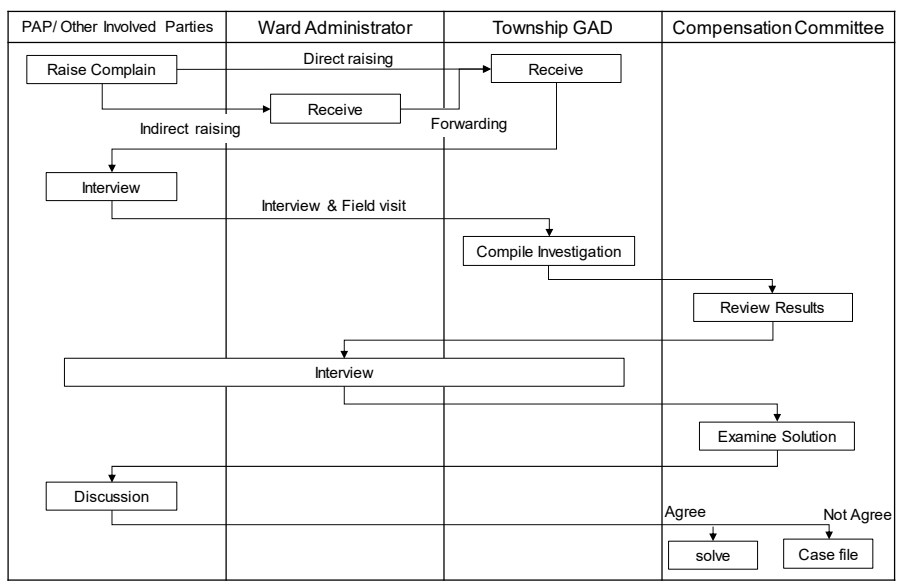 PAP/ Other Involved Parties
Ward Administrator
Township GAD
Compensation Committee
Direct raising
Raise Complain
Receive
Receive
Indirect raising
Forwarding
Interview
Interview & Field visit
Compile Investigation
Review Results
Interview
Examine Solution
Discussion
Agree
Not Agree
solve
Case file